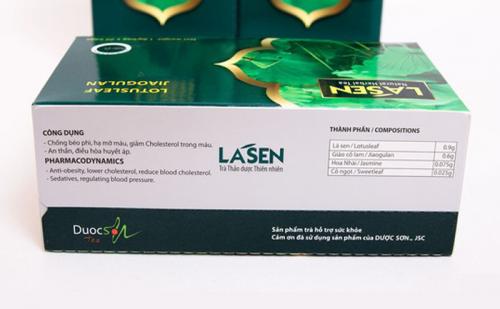 LOTUSLEAF
JIAOGULAN
LASEN
Natural Herbal Tea
CÔNG DỤNG
- Chống béo phì, hạ mỡ máu, giảm Cholesterol trong máu.
- An thần, điều hòa huyết áp.
PHARMACODYNAMICS
- Anti-obesity, lower cholesterol, reduce blood cholesterol.
- Sedatives, regulating blood pressure.
LÁSEN
Trà Thảo dược Thiên nhiên
THÀNH PHẦN / COMPOSITIONS
Lá sen / Lotusleaf 0.9g
Giảo cổ lam / Jiaogulan 0.6g
Hoa Nhài / Jasmine 0.075g
Cỏ ngọt / Sweetleaf 0.025g
DuocSơn
Tea
Sản phẩm trà hỗ trợ sức khỏe
Cảm ơn đã sử dụng sản phẩm của DƯỢC SƠN., JSC